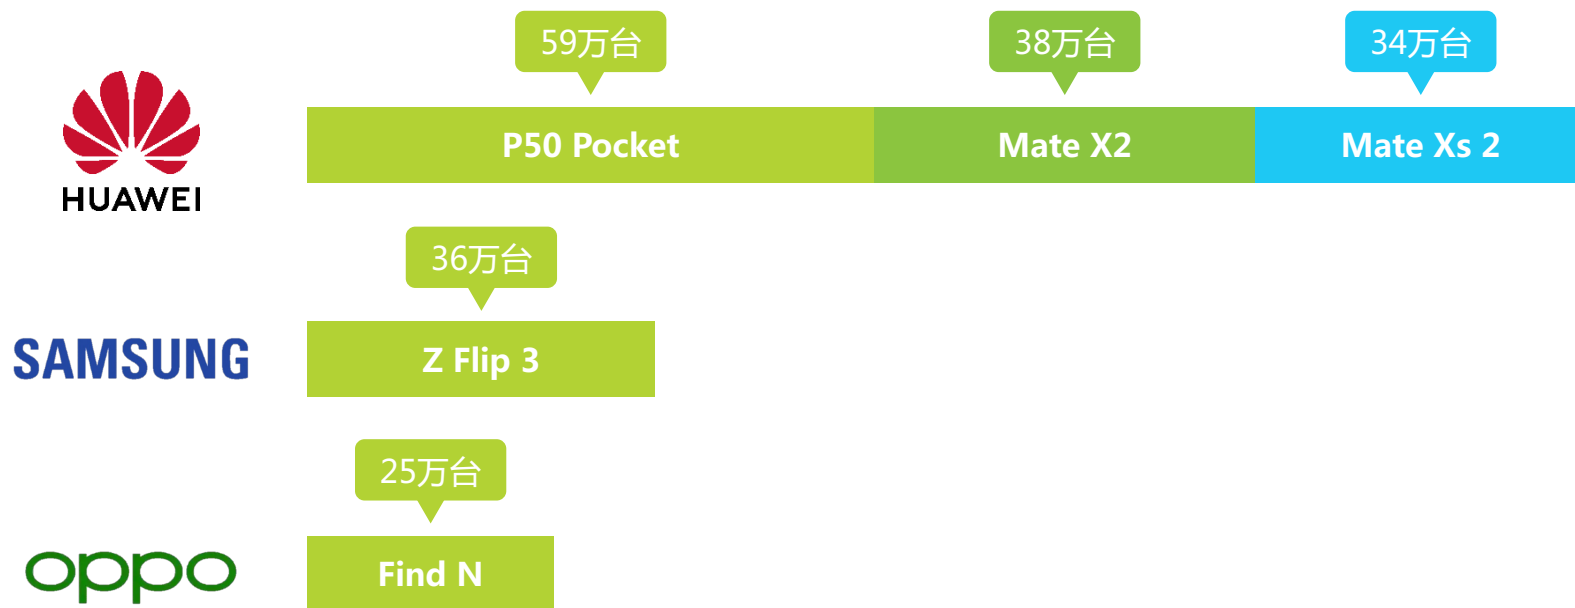 59万台
38万台
34万台
HUAWEI
P50 Pocket
Mate X2
Mate Xs 2
36万台
SAMSUNG
Z Flip 3
25万台
oppo
Find N